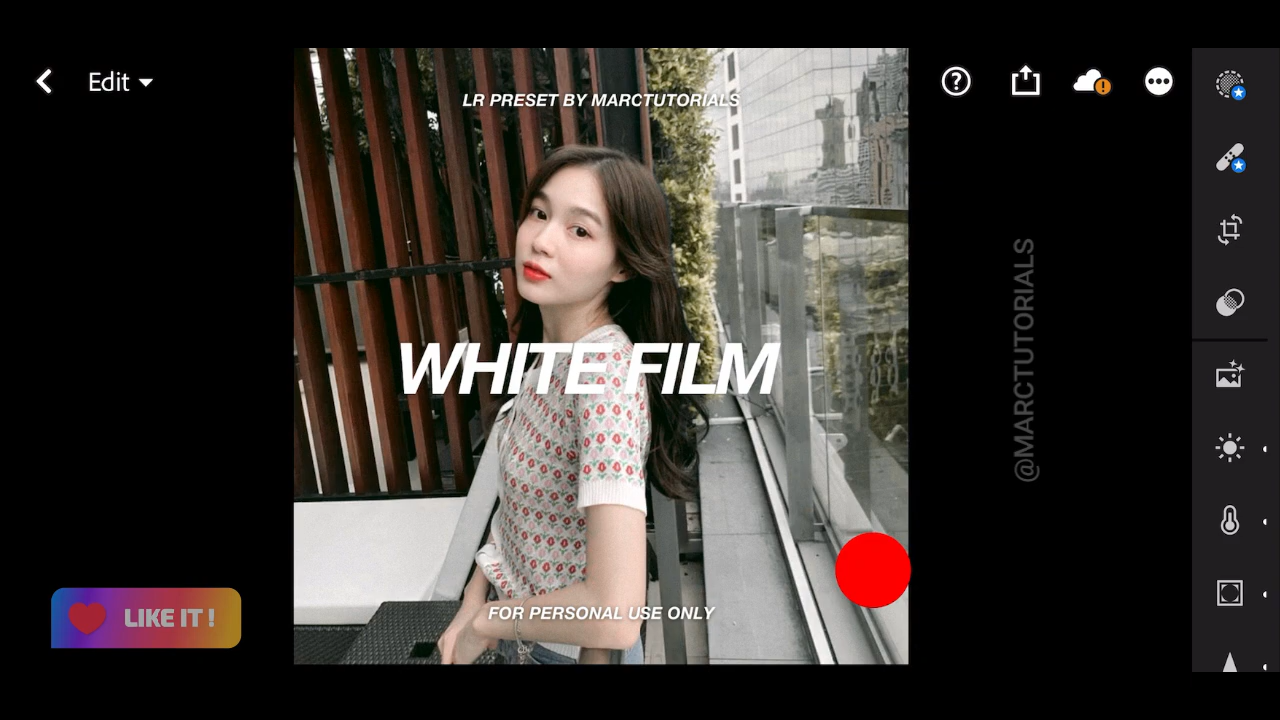 Edit
LR PRESET BY MARCTUTORIALS
WHITE FILM
FOR PERSONAL USE ONLY
@MARCTUTORIALS
LIKE IT !